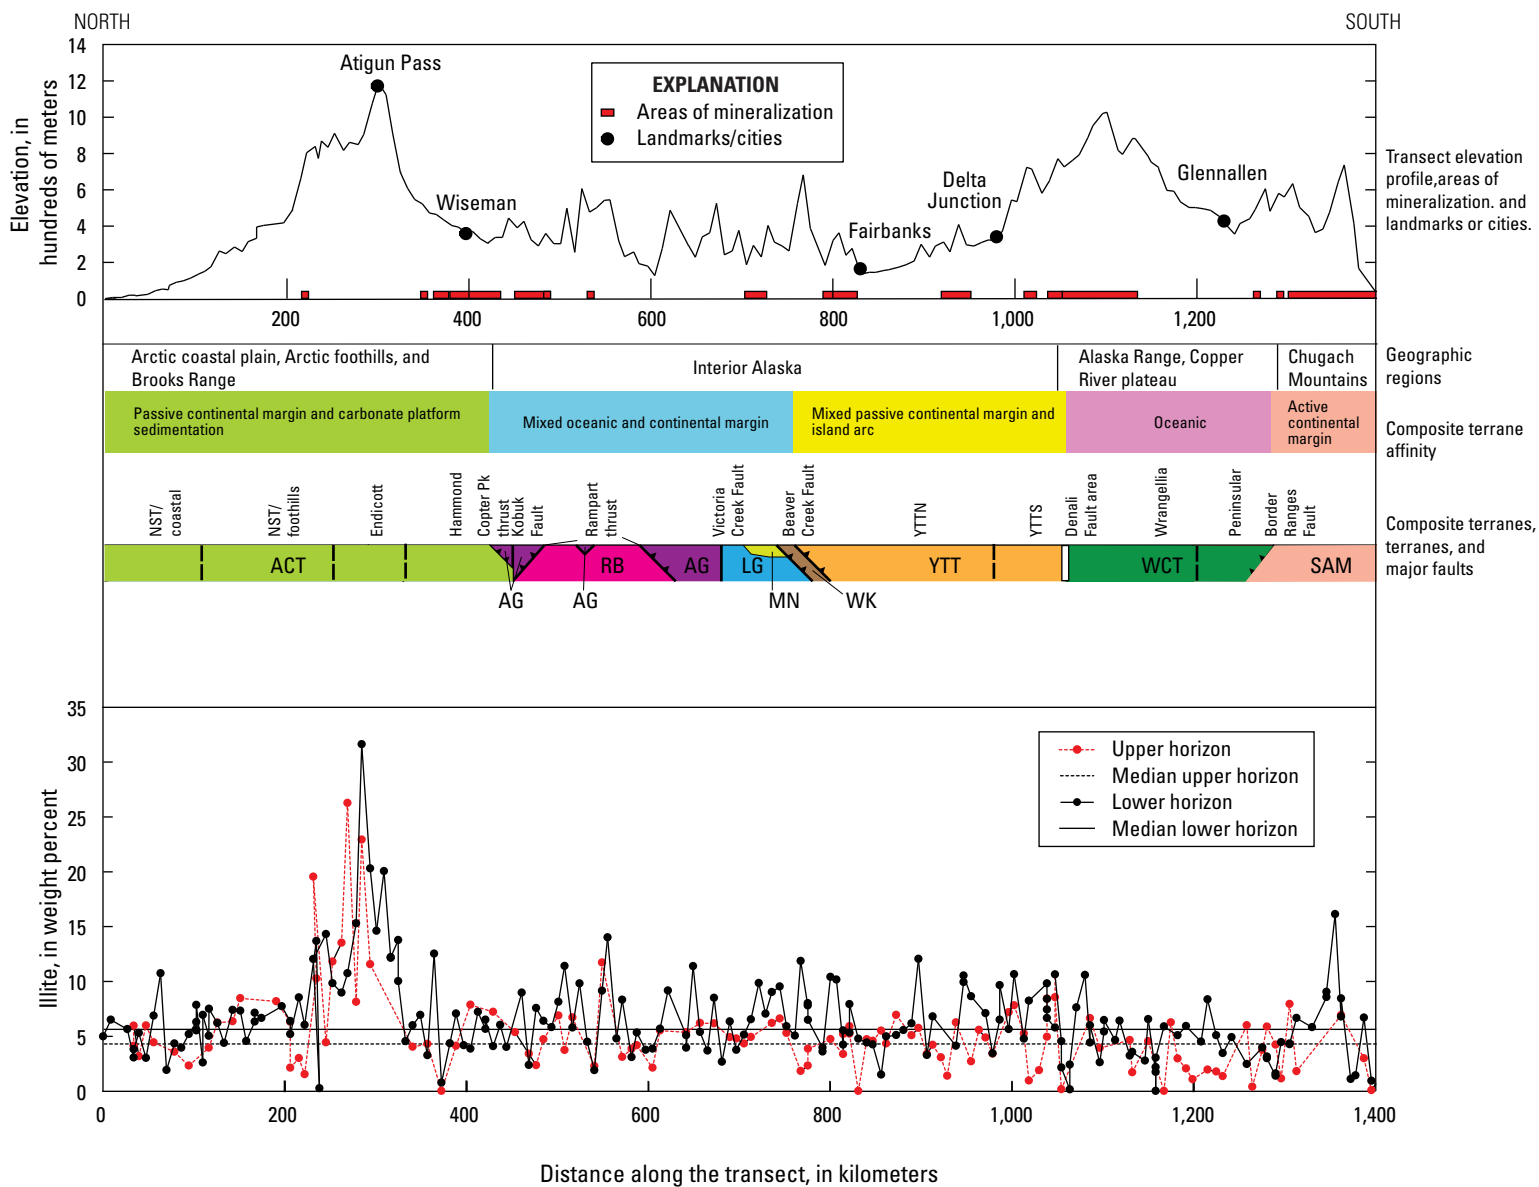 NORTH
SOUTH
14
12
10
8
6
4
2
0
Elevation, in
hundreds of meters
Atigun Pass
Wiseman
Fairbanks
Delta
Junction
Glennallen
EXPLANATION
Areas of mineralization
Landmarks/cities
Transect elevation
profile,areas of
mineralization. and
landmarks or cities.
200
400
600
800
1,000
1,200
Arctic coastal plain, Arctic foothills, and
Brooks Range
Interior Alaska
Alaska Range, Copper
River plateau
Chugach
Mountains
Geographic
regions
Passive continental margin and carbonate platform
sedimentation
Mixed oceanic and continental margin
Mixed passive continental margin and
island arc
Oceanic
Active
continental
margin
Composite terrane
affinity
NST/
coastal
NST/
foothills
Endicott
Hammond
Copter Pk
thrust
Kobuk
Fault
Rampart
thrust
Victoria
Creek Fault
Beaver
Creek Fault
YTTN
YTTS
Denali
Fault area
Wrangellia
Peninsular
Border
Ranges
Fault
Composite terranes,
terranes, and
major faults
ACT
RB
AG
LG
YTT
WCT
SAM
AG
AG
MN
WK
35
30
25
20
15
10
5
0
Illite, in weight percent
Upper horizon
Median upper horizon
Lower horizon
Median lower horizon
0
200
400
600
800
1,000
1,200
1,400
Distance along the transect, in kilometers